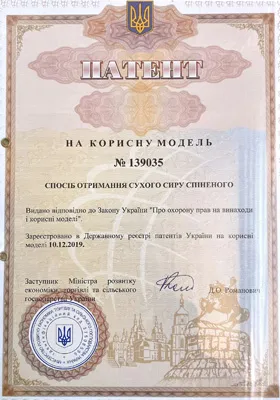 ПАТЕНТ
НА КОРИСНУ МОДЕЛЬ
№ 139035
СПОСІБ ОТРИМАННЯ СУХОГО СИРУ СПІНЕНОГО
Видано відповідно до Закону України "Про охорону прав на винаходи
і корисні моделі".
Зареєстровано в Державному реєстрі патентів України на корисні
моделі 10.12.2019.
Заступник Міністра розвитку
економіки, торгівлі та сільського
господарства України
Д.О. Романович